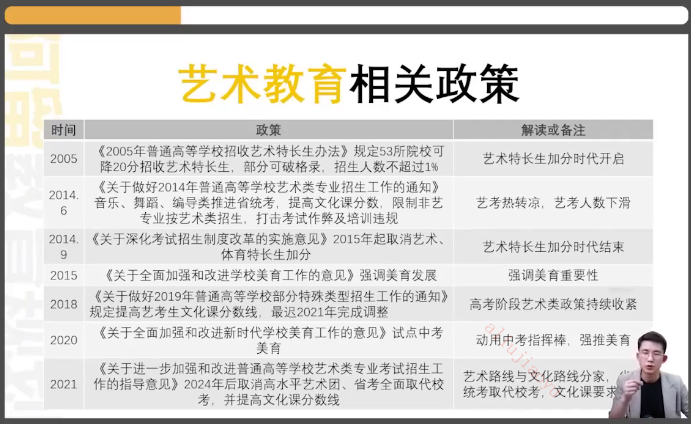 艺术教育相关政策
时间
政策
解读或备注
2005
《2005年普通高等学校招收艺术特长生办法》规定53所院校可
降20分招收艺术特长生，部分可破格录，招生人数不超过1%
艺术特长生加分时代开启
2014.
6
《关于做好2014年普通高等学校艺术类专业招生工作的通知》
音乐、舞蹈、编导类推进省统考，提高文化课分数，限制非艺
专业按艺术类招生，打击考试作弊及培训违规
艺考热转凉，艺考人数下滑
2014.
9
《关于深化考试招生制度改革的实施意见》2015年起取消艺术、
体育特长生加分
艺术特长生加分时代结束
2015
《关于全面加强和改进学校美育工作的意见》强调美育发展
强调美育重要性
2018
《关于做好2019年普通高等学校部分特殊类型招生工作的通知》
规定提高艺考生文化课分数线，最迟2021年完成调整
高考阶段艺术类政策持续收紧
2020
《关于全面加强和改进新时代学校美育工作的意见》试点中考
美育
动用中考指挥棒，强推美育
2021
《关于进一步加强和改进普通高等学校艺术类专业考试招生工
作的指导意见》2024年后取消高水平艺术团、省考全面取代校
考，并提高文化课分数线
艺术路线与文化路线分家，
统考取代校考，文化课要求